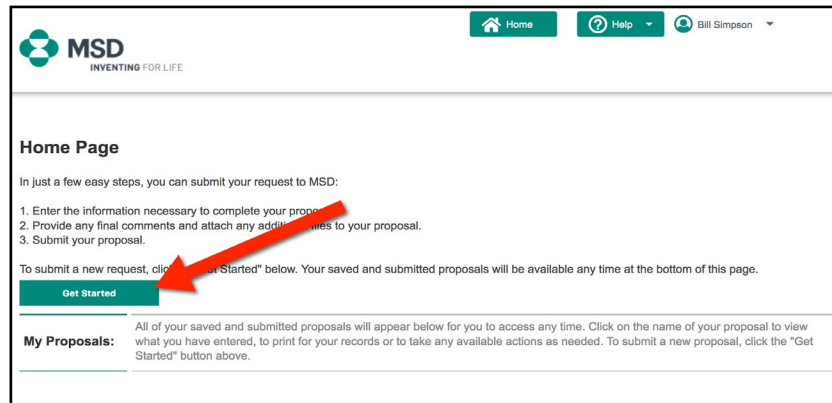 Home
Help
Bill Simpson
MSD
INVENTING FOR LIFE
Home Page
In just a few easy steps, you can submit your request to MSD:
1. Enter the information necessary to complete your
2. Provide any final comments and attach any files to your proposal.
3. Submit your proposal.
To submit a new request, Started" below. Your saved and submitted proposals will be available any time at the bottom of this page.
Get Started
My Proposals:
All of your saved and submitted proposals will appear below for you to access any time. Click on the name of your proposal to view
what you have entered, to print for your records or to take any available actions as needed. To submit a new proposal, click the "Get
Started" button above.